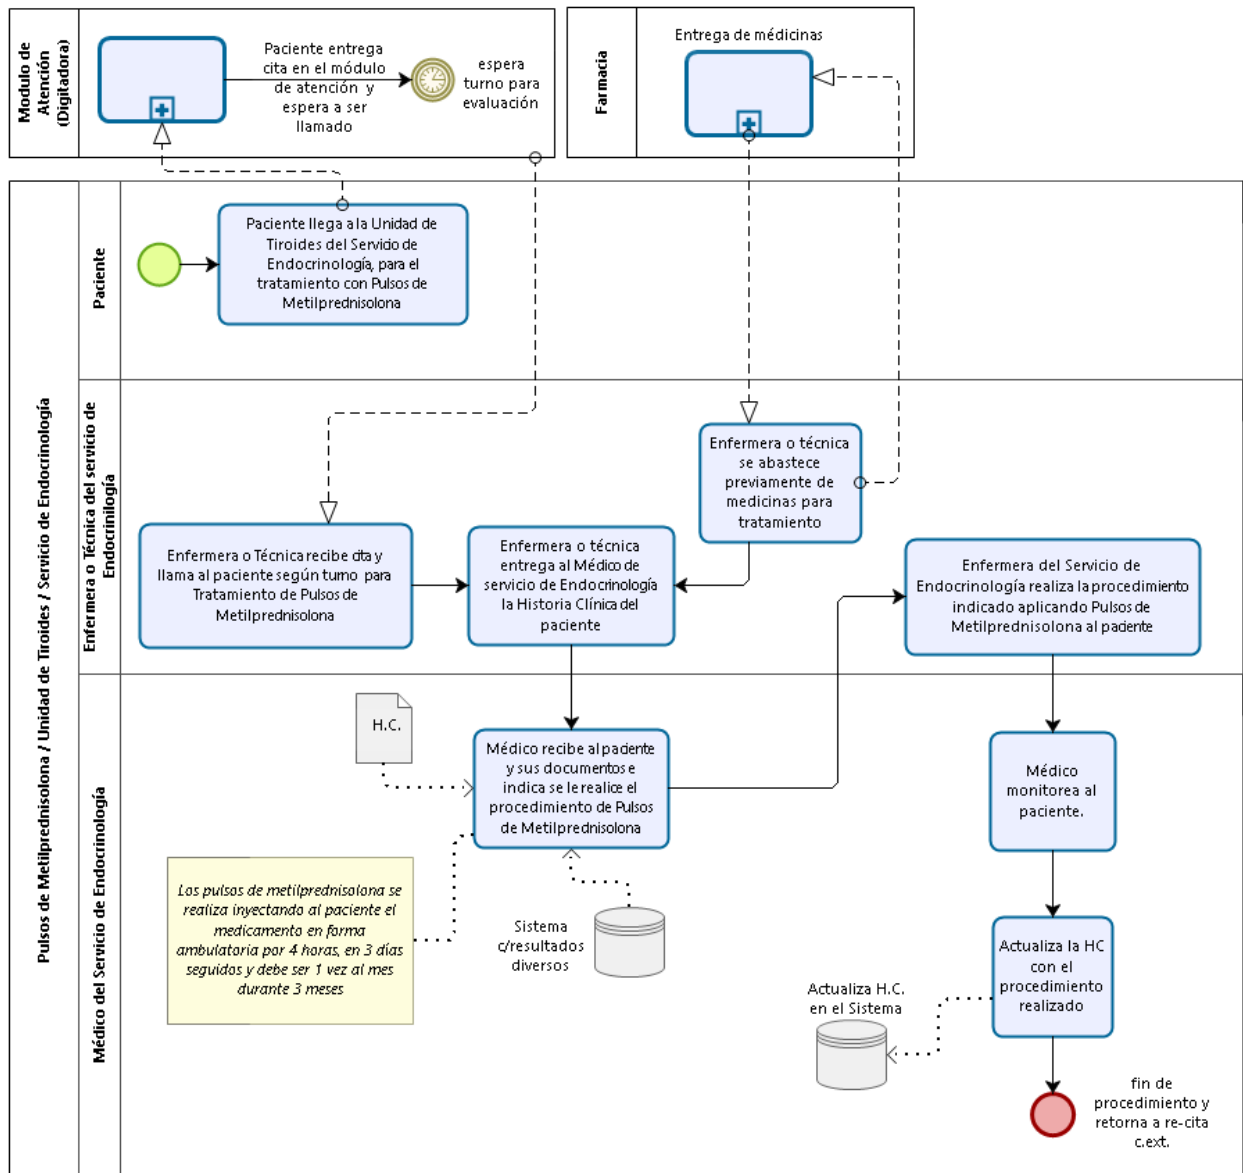 Modulo de
Atención
(Digitadora)
Paciente entrega
cita en el módulo
de atención y
espera a ser
llamado
espera
turno para
evaluación
Farmacia
Entrega de médicinas
Pulsos de Metilprednisolona / Unidad de Tiroides / Servicio de Endocrinología
Paciente
Paciente llega a la Unidad de
Tiroides del Servicio de
Endocrinología, para el
tratamiento con Pulsos de
Metilprednisolona
Enfermera o Técnica del servicio de
Endocrinilogía
Enfermera o técnica
se abastece
previamente de
medicinas para
tratamiento
Enfermera o Técnica recibe cita y
llama al paciente según turno para
Tratamiento de Pulsos de
Metilprednisolona
Enfermera o técnica
entrega al Médico de
servicio de Endocrinología
la Historia Clínica del
paciente
Enfermera del Servicio de
Endocrinología realiza la procedimiento
indicado aplicando Pulsos de
Metilprednisolona al paciente
Médico del Servicio de Endocrinología
H.C.
Médico recibe al paciente
y sus documentos e
indica se le realice el
procedimiento de Pulsos
de Metilprednisolona
Médico
monitorea al
paciente.
Los pulsos de metilprednisolona se
realiza inyectando al paciente el
medicamento en forma
ambulatoria por 4 horas, en 3 días
seguidos y debe ser 1 vez al mes
durante 3 meses
Sistema
c/resultados
diversos
Actualiza la HC
con el
procedimiento
realizado
Actualiza H.C.
en el Sistema
fin de
procedimiento y
retorna a re-cita
c.ext.